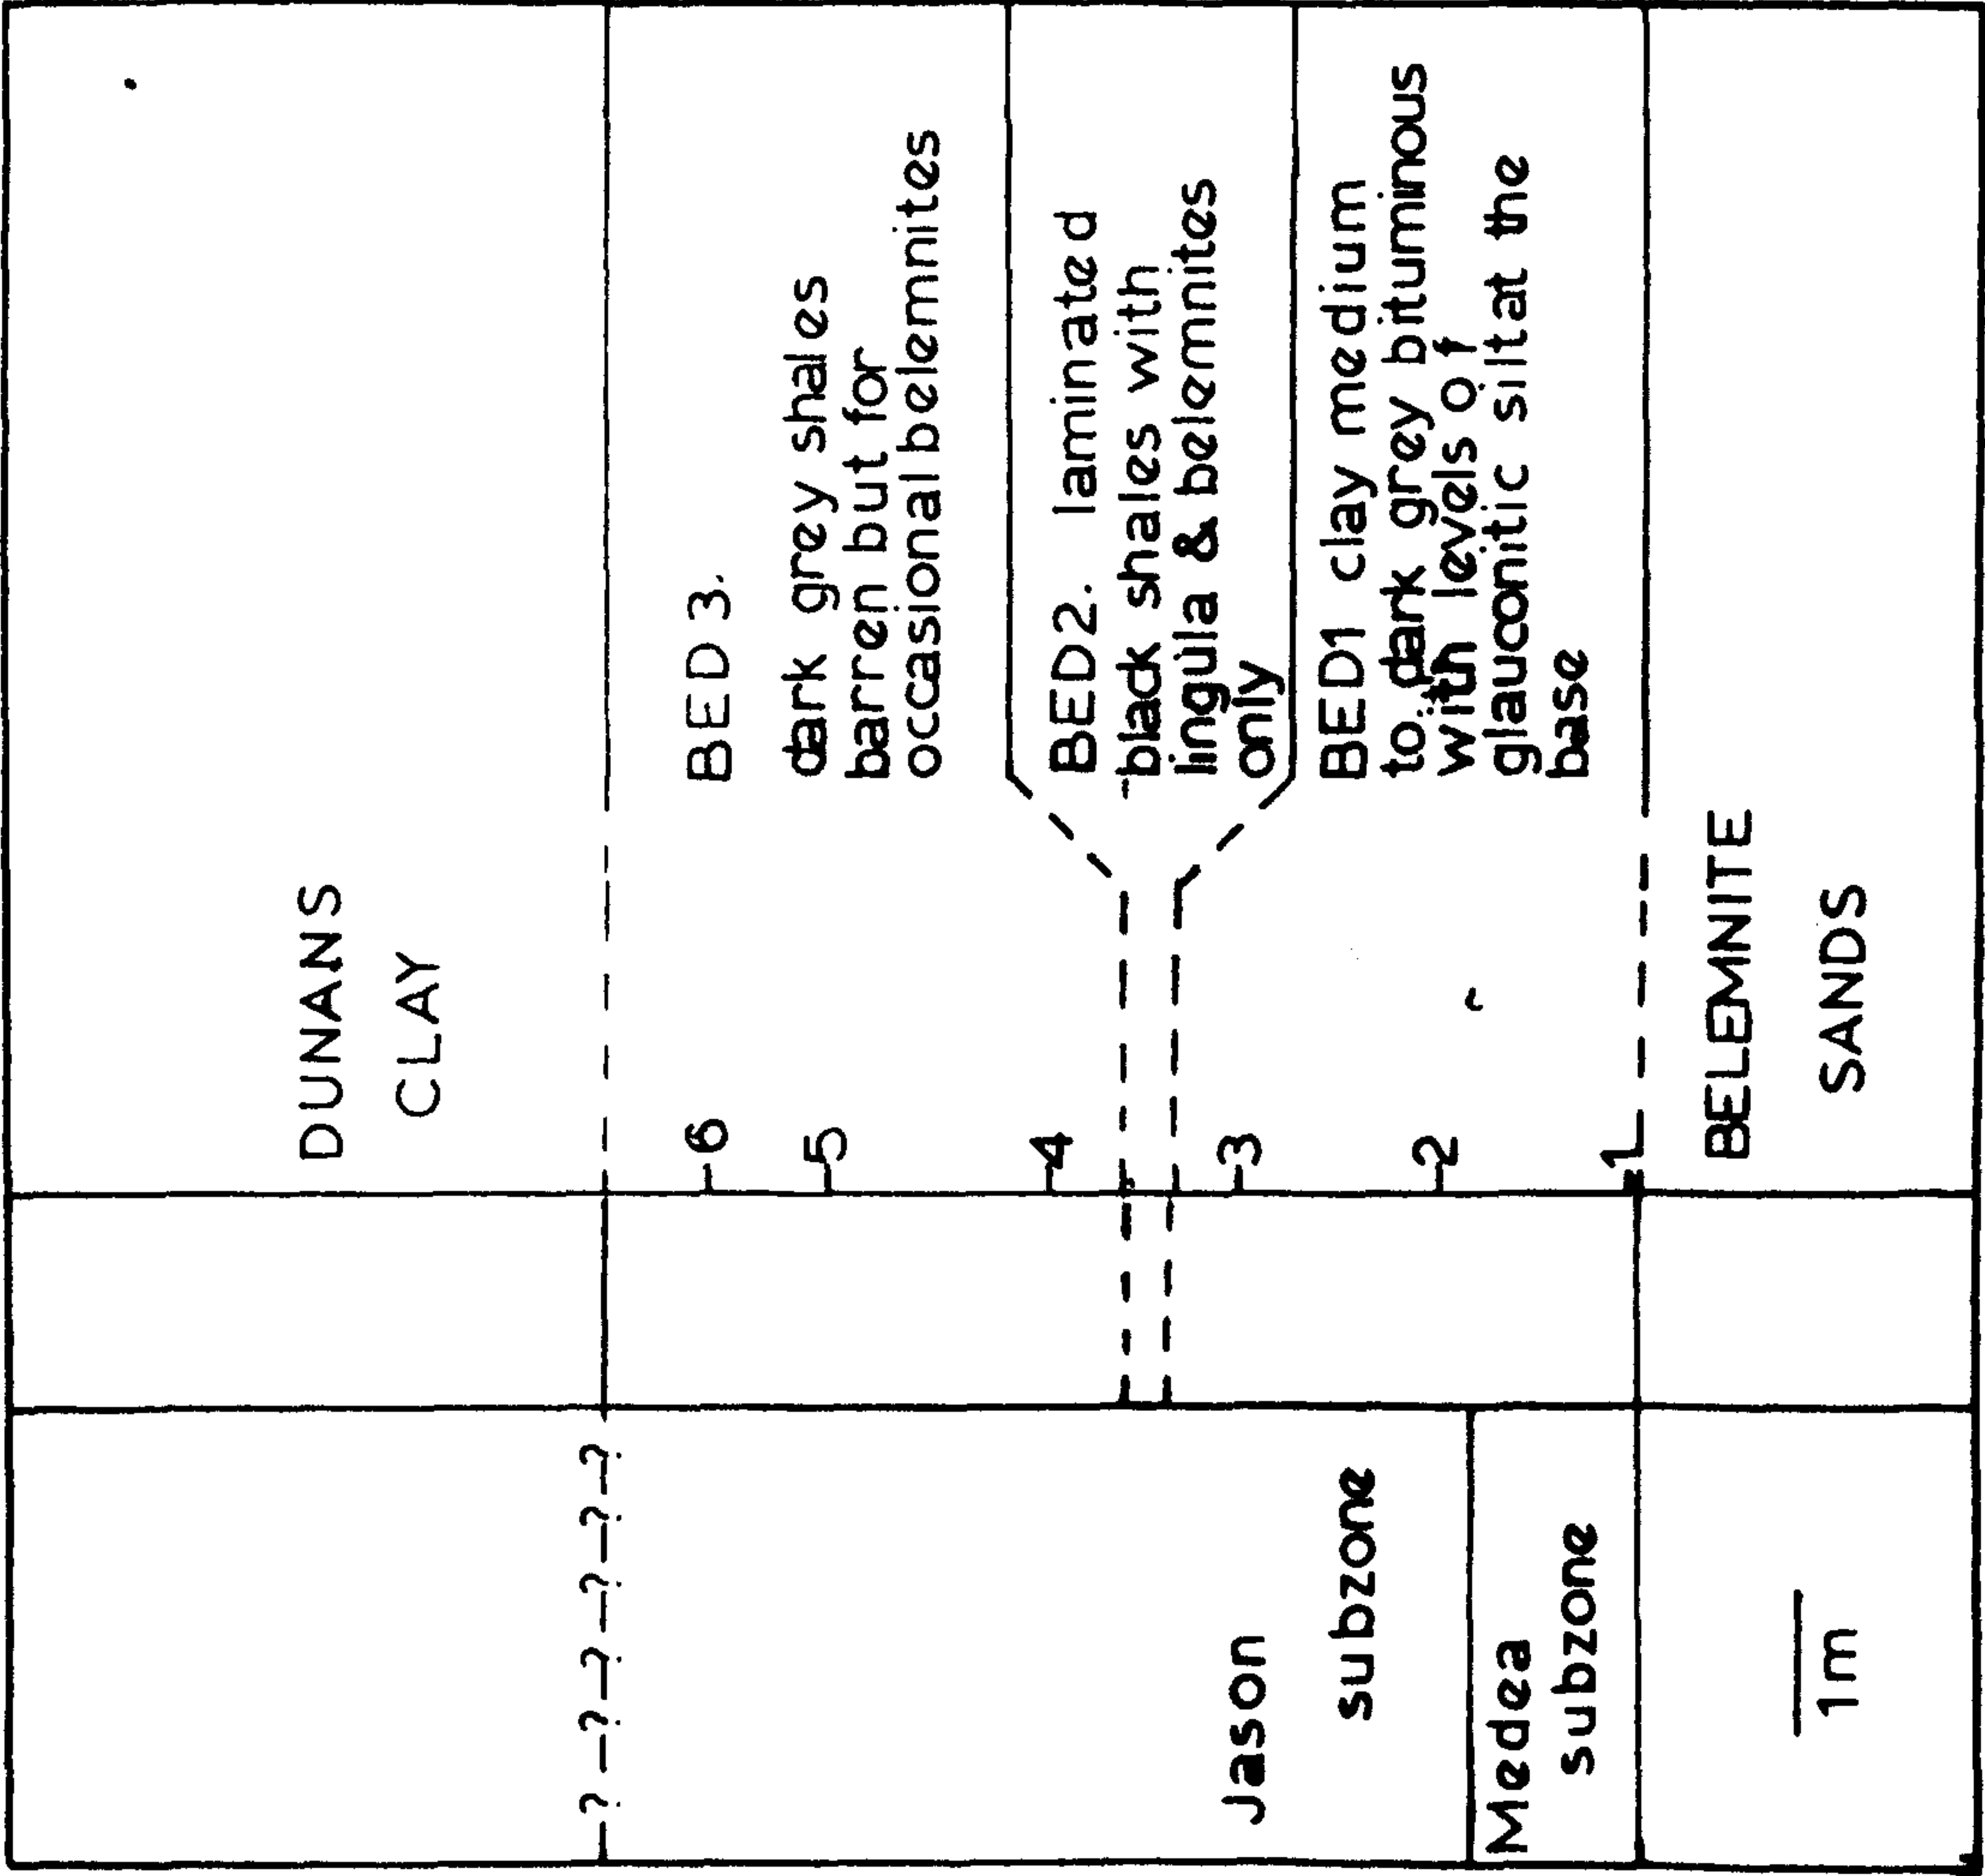 DUNANS
CLAY
BED 3.
dark grey shales
barren but for
occasional belemnites
BED2. laminated
black shales with
lingula & belemnites
only
BED1 clay medium
to dark grey bituminous
with levels of
glauconitic silt at the
base
BELEMNITE
SANDS
6
5
4
3
2
1
?-?-?-?-?-?
Jason
subzone
Medea
subzone
1m